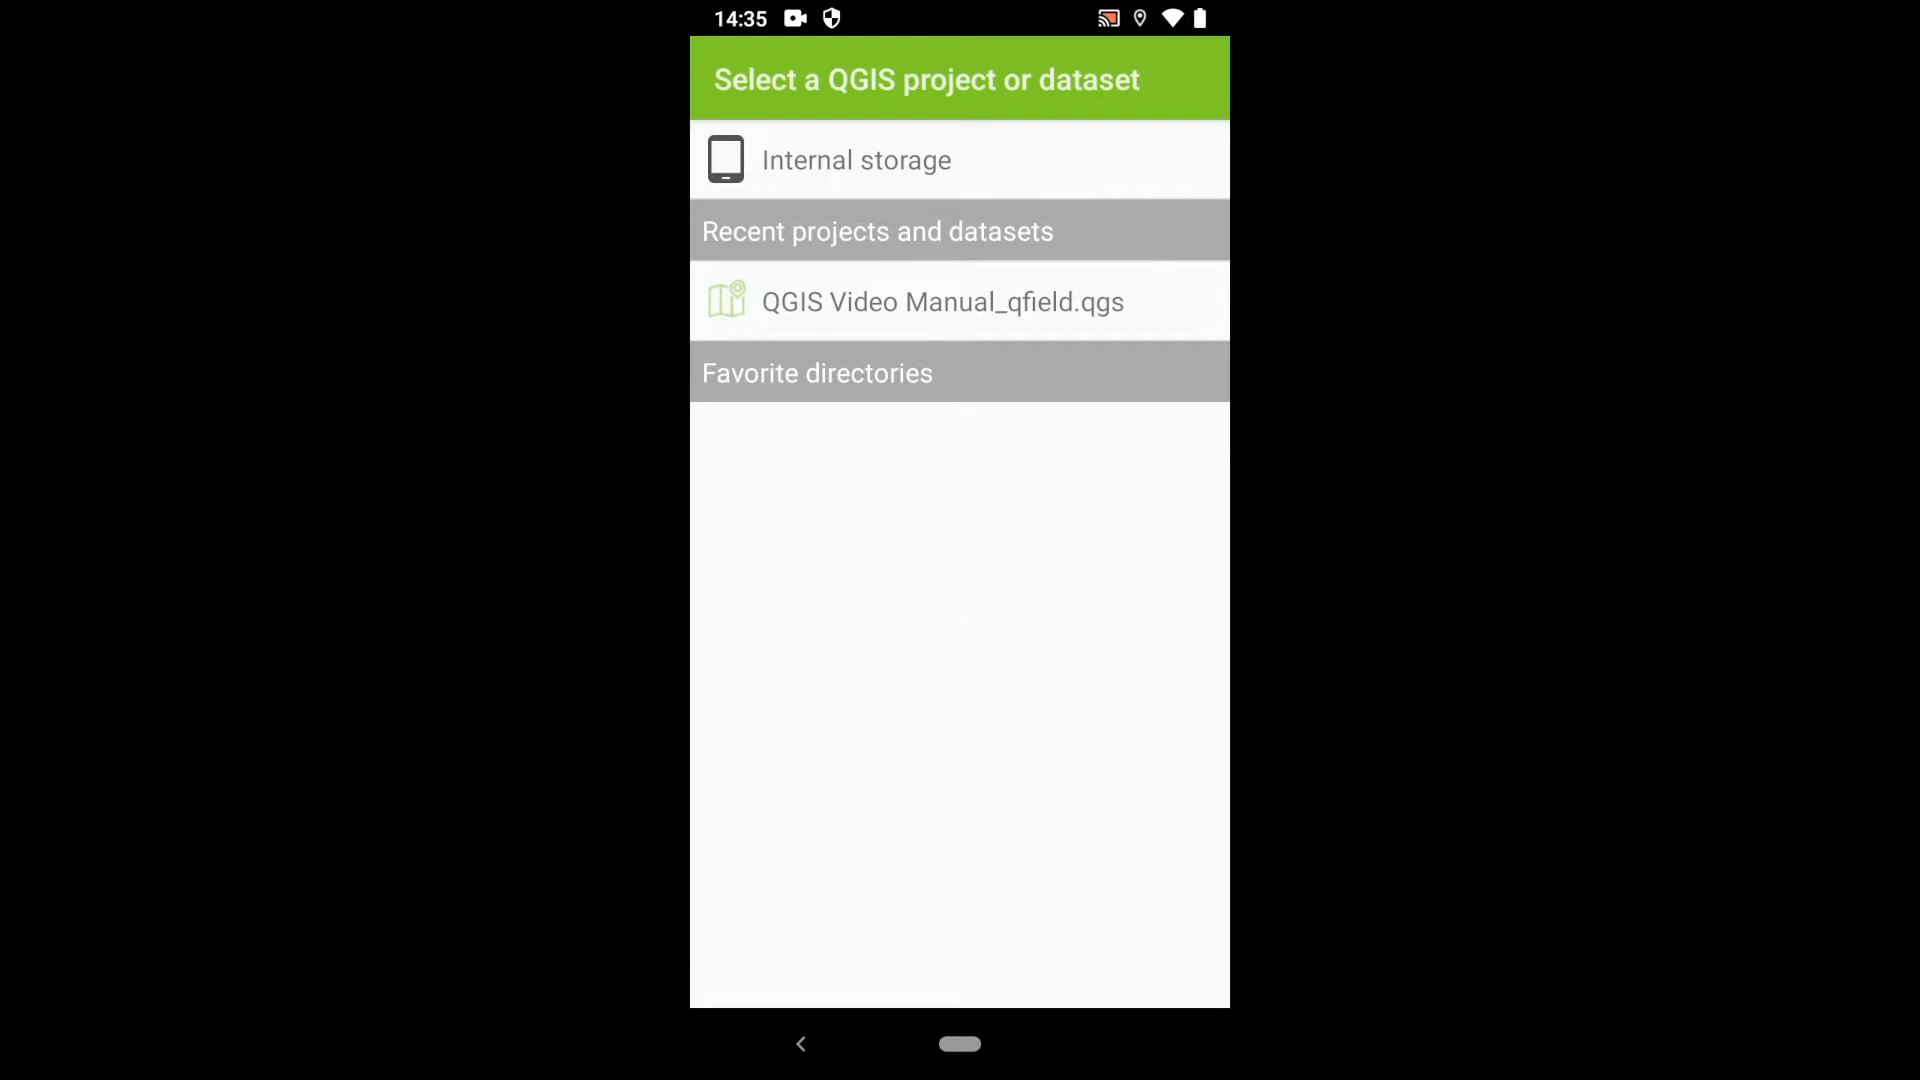 14:35
Select a QGIS project or dataset
Internal storage
Recent projects and datasets
QGIS Video Manual_qfield.qgs
Favorite directories